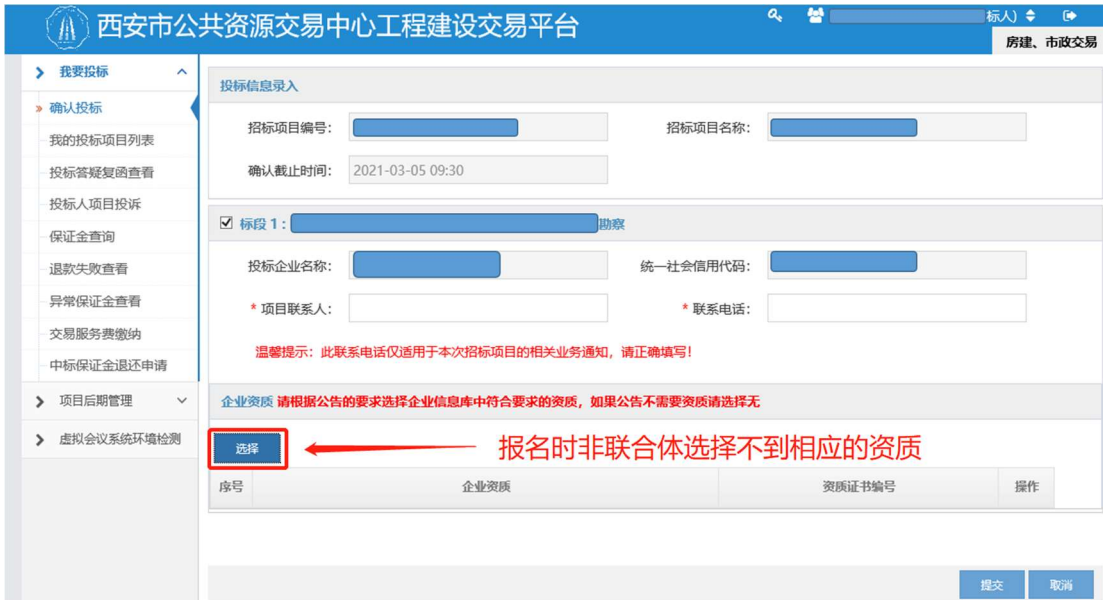 西安市公共资源交易中心工程建设交易平台
标人)
房建、市政交易
我要投标
确认投标
我的投标项目列表
投标答疑复函查看
投标人项目投诉
保证金查询
退款失败查看
异常保证金查看
交易服务费缴纳
中标保证金退还申请
项目后期管理
虚拟会议系统环境检测
投标信息录入
招标项目编号:
招标项目名称:
确认截止时间: 2021-03-05 09:30
标段 1: 勘察
投标企业名称:
统一社会信用代码:
* 项目联系人:
* 联系电话:
温馨提示：此联系电话仅适用于本次招标项目的相关业务通知，请正确填写！
企业资质 请根据公告的要求选择企业信息库中符合要求的资质，如果公告不需要资质请选择无
选择
报名时非联合体选择不到相应的资质
序号 企业资质 资质证书编号 操作
提交 取消